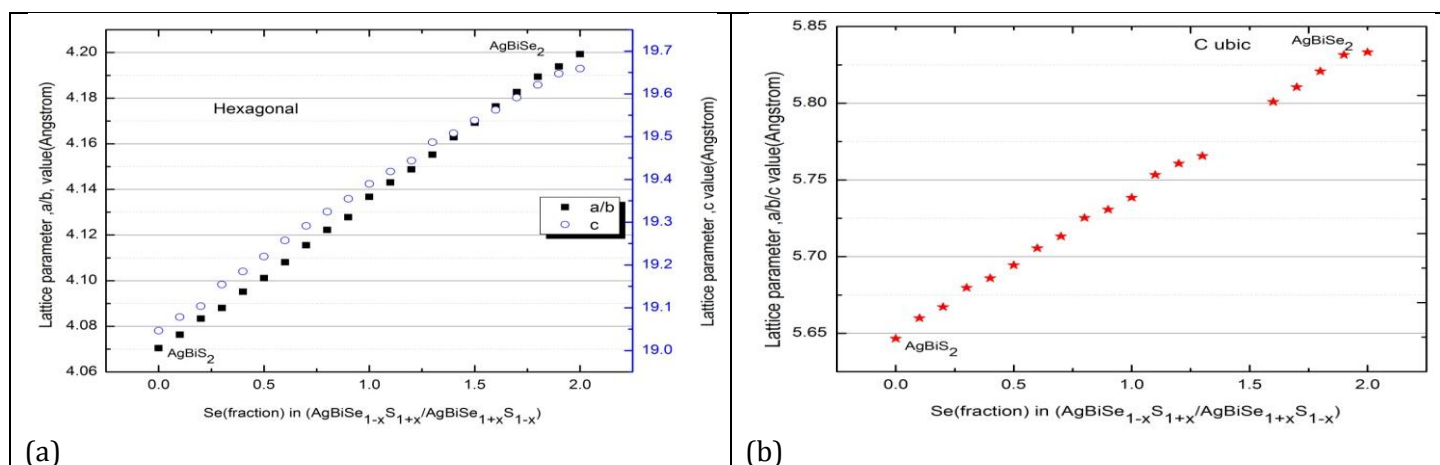 AgBiSe2
Hexagonal
a/b
c
AgBiS2
4.20
4.18
4.16
4.14
4.12
4.10
4.08
4.06
19.7
19.6
19.5
19.4
19.3
19.2
19.1
19.0
0.0 0.5 1.0 1.5 2.0
Lattice parameter ,a/b, value(Angstrom)
Lattice parameter ,c value(Angstrom)
Se(fraction) in (AgBiSe1-xS1+x/AgBiSe1+xS1-x)
(a)
C ubic
AgBiSe2
AgBiS2
5.85
5.80
5.75
5.70
5.65
0.0 0.5 1.0 1.5 2.0
Lattice parameter ,a/b/c value(Angstrom)
Se(fraction) in (AgBiSe1-xS1+x/AgBiSe1+xS1-x)
(b)